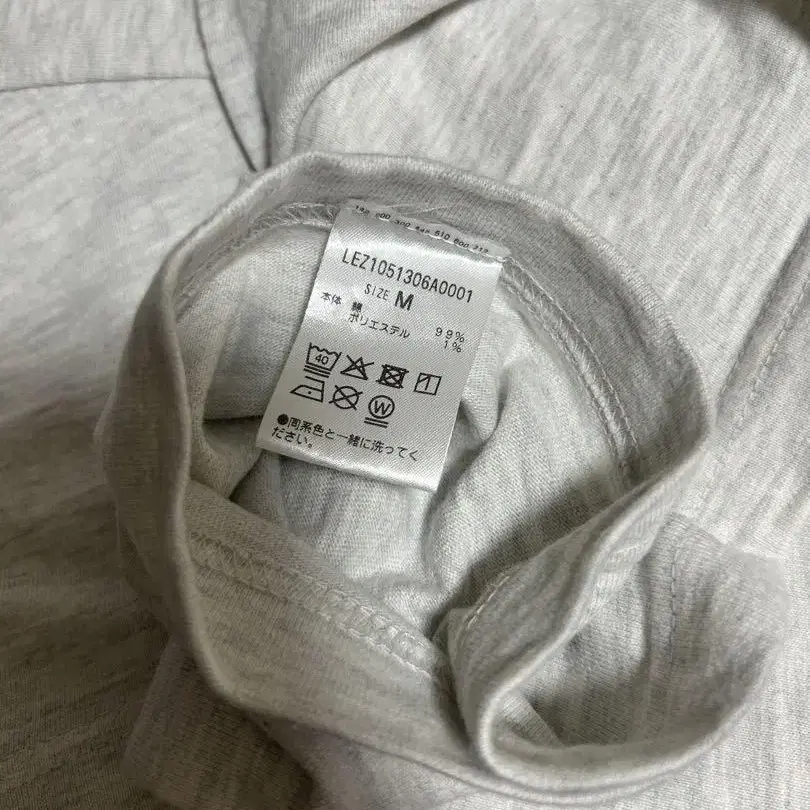 LEZ1051306A0001
SIZE M
本体 綿 99%
ポリエステル 1%
40
W
●同系色と一緒に洗ってく
ださい。